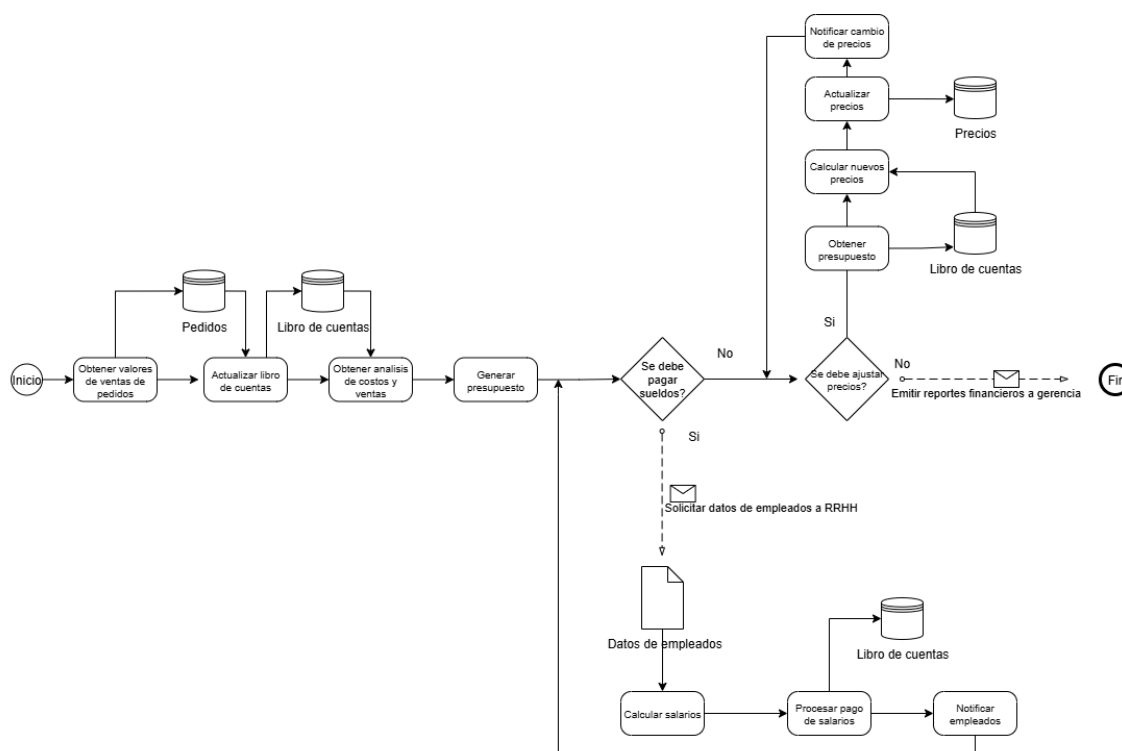 Notificar cambio
de precios
Actualizar
precios
Precios
Calcular nuevos
precios
Obtener
presupuesto
Libro de cuentas
Si
Pedidos
Libro de cuentas
Inicio
Obtener valores
de ventas de
pedidos
Actualizar libro
de cuentas
Obtener analisis
de costos y
ventas
Generar
presupuesto
Se debe
pagar
sueldos?
No
Se debe ajustar
precios?
No
Emitir reportes financieros a gerencia
Fin
Si
Solicitar datos de empleados a RRHH
Datos de empleados
Libro de cuentas
Calcular salarios
Procesar pago
de salarios
Notificar
empleados